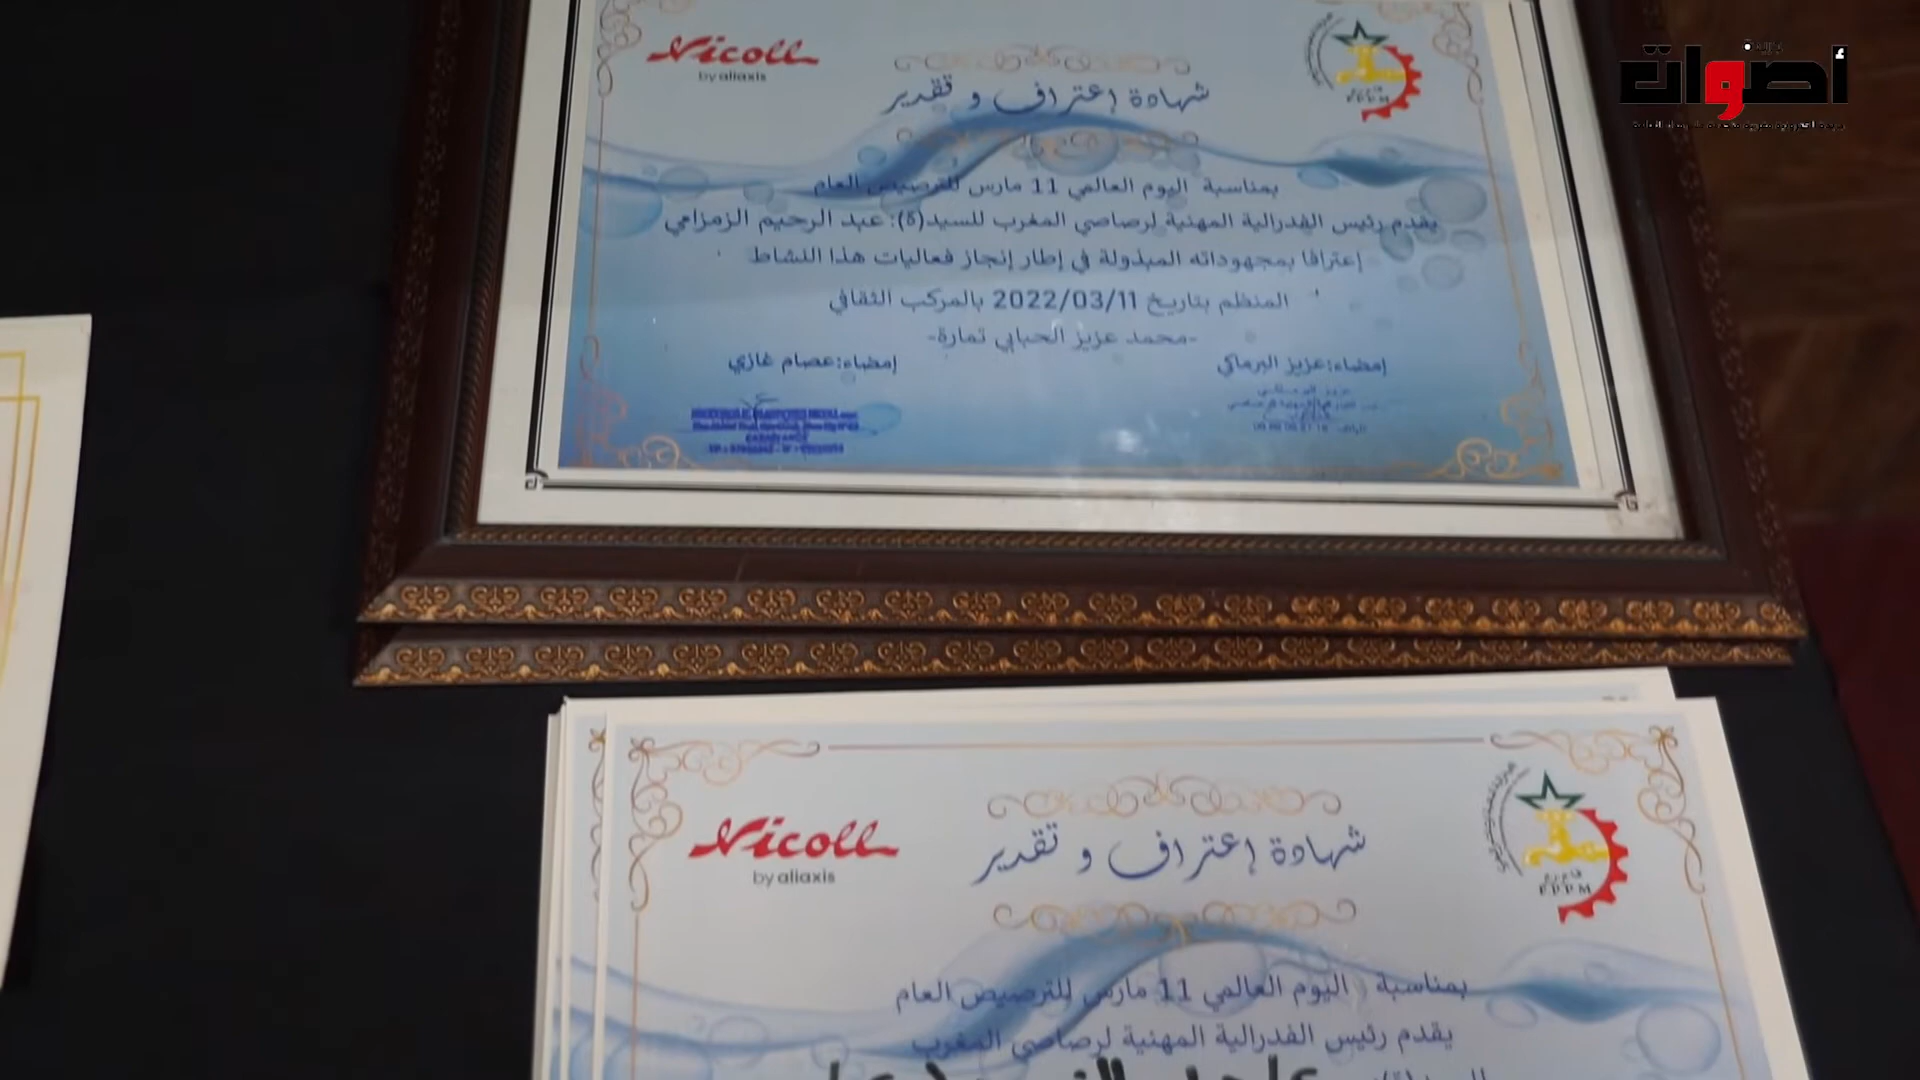 جريدة
أصوات
Nicoll
by aliaxis
F P P M
شهادة إعتراف و تقدير
بمناسبة اليوم العالمي 11 مارس للترصيص العام
يقدم رئيس الفدرالية المهنية لرصاصي المغرب للسيد(ة): عبد الرحيم الزمزامي
إعترافا بمجهوداته المبذولة في إطار إنجاز فعاليات هذا النشاط
المنظم بتاريخ 2022/03/11 بالمركب الثقافي
-محمد عزيز الحبابي تمارة-
إمضاء:عزيز البرماكي
إمضاء:عصام غازي
Nicoll
by aliaxis
F P P M
شهادة إعتراف و تقدير
بمناسبة اليوم العالمي 11 مارس للترصيص العام
يقدم رئيس الفدرالية المهنية لرصاصي المغرب